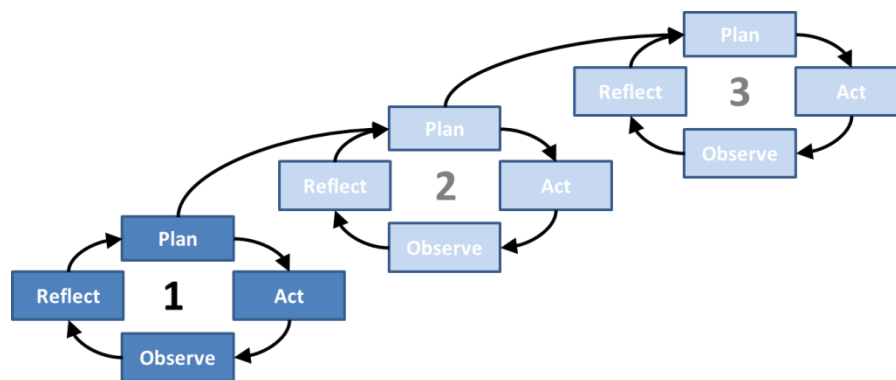 Plan
Reflect
3
Act
Observe
Plan
Reflect
2
Act
Observe
Plan
Reflect
1
Act
Observe